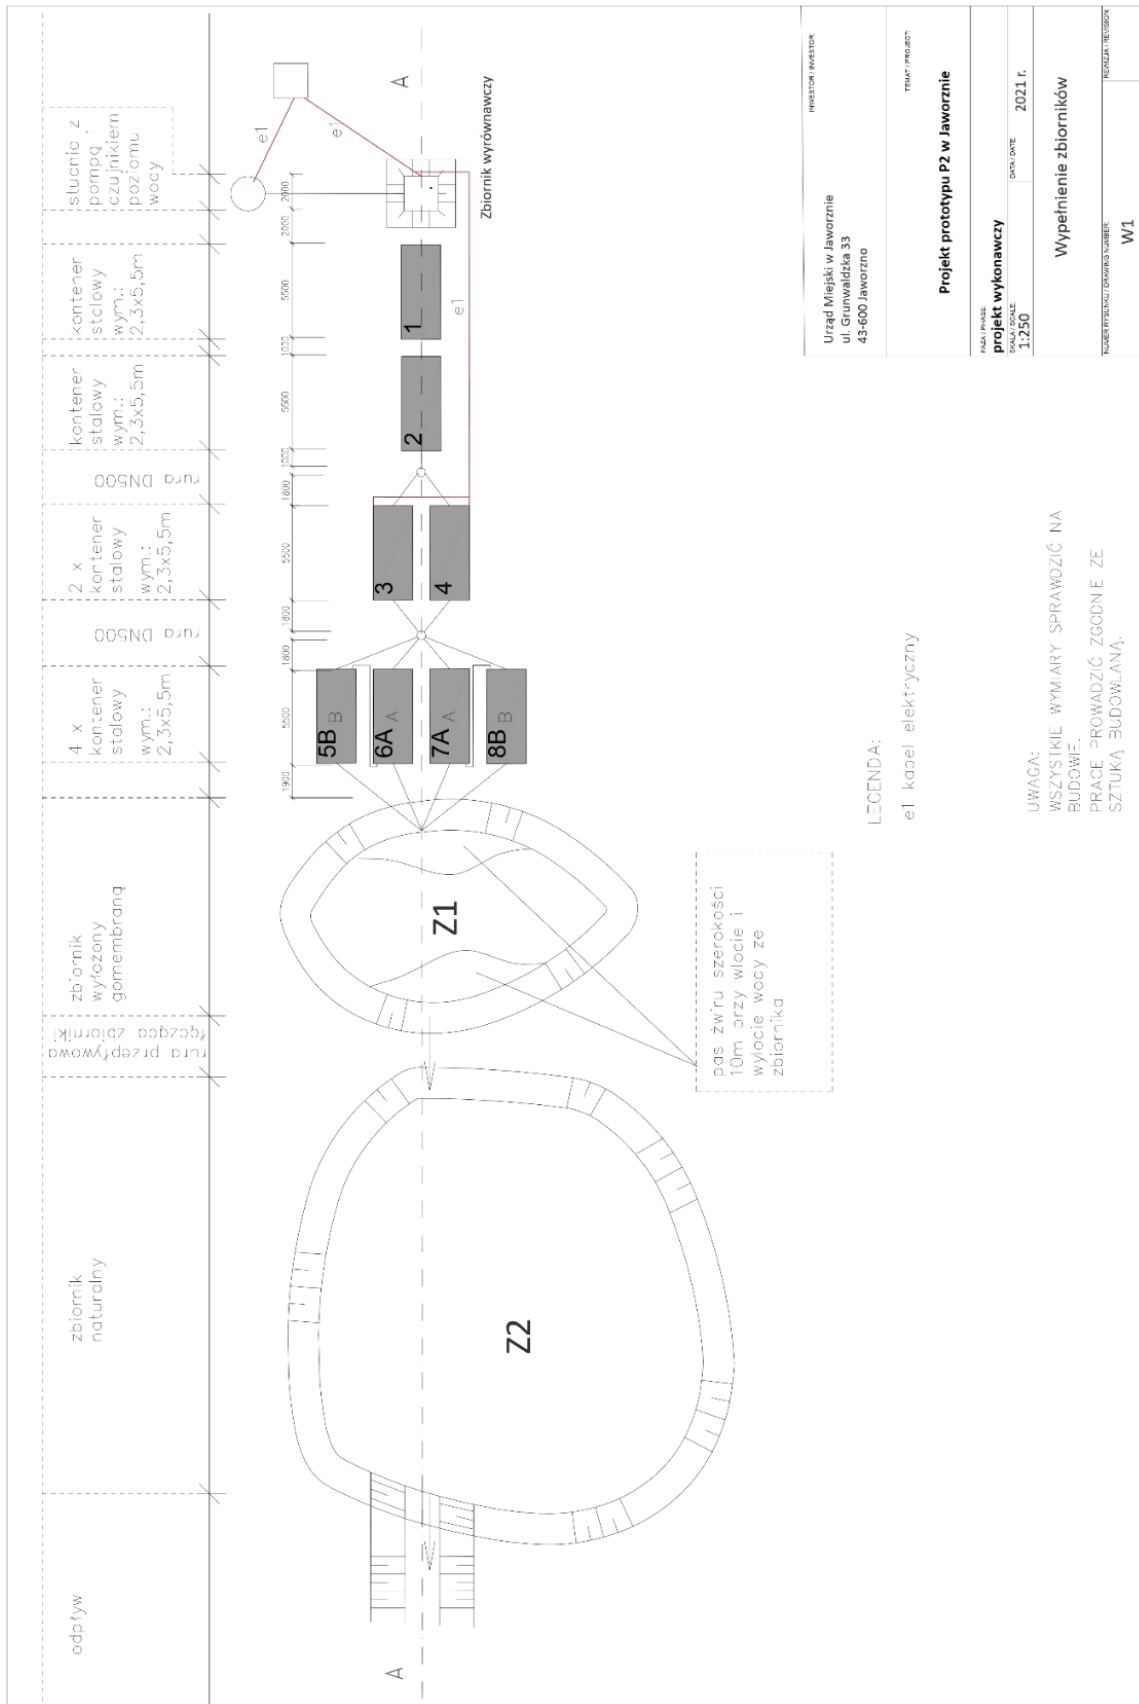 studnia z
pompą i
czujnikiem
poziomu
wody
kontener
stalowy
wym.:
2,3x5,5m
kontener
stalowy
wym.:
2,3x5,5m
rura DN500
2 x
kontener
stalowy
wym.:
2,3x5,5m
rura DN500
4 x
kontener
stalowy
wym.:
2,3x5,5m
zbiornik
wyłożony
gomembraną
rura przepływowa
łącząca zbiorniki
zbiornik
naturalny
odpływ
2000
2000
5500
1000
5500
1000
1800
5500
1800
1800
5500
1900
e1
e1
A
Zbiornik wyrównawczy
e1
1
2
3
4
5B
B
6A
A
7A
A
8B
B
Z1
Z2
A
pas żwiru szerokości
10m przy wlocie i
wylocie wody ze
zbiornika
LEGENDA:
e1 kabel elektryczny
UWAGA:
WSZYSTKIE WYMIARY SPRAWDZIĆ NA
BUDOWIE.
PRACE PROWADZIĆ ZGODNIE ZE
SZTUKĄ BUDOWLANĄ.
INWESTOR / INVESTOR:
Urząd Miejski w Jaworznie
ul. Grunwaldzka 33
43-600 Jaworzno
TEMAT / PROJECT:
Projekt prototypu P2 w Jaworznie
FAZA / PHASE:
projekt wykonawczy
SKALA / SCALE:
1:250
DATA / DATE
2021 r.
Wypełnienie zbiorników
NUMER RYSUNKU / DRAWING NUMBER:
W1
REWIZJA / REVISION: